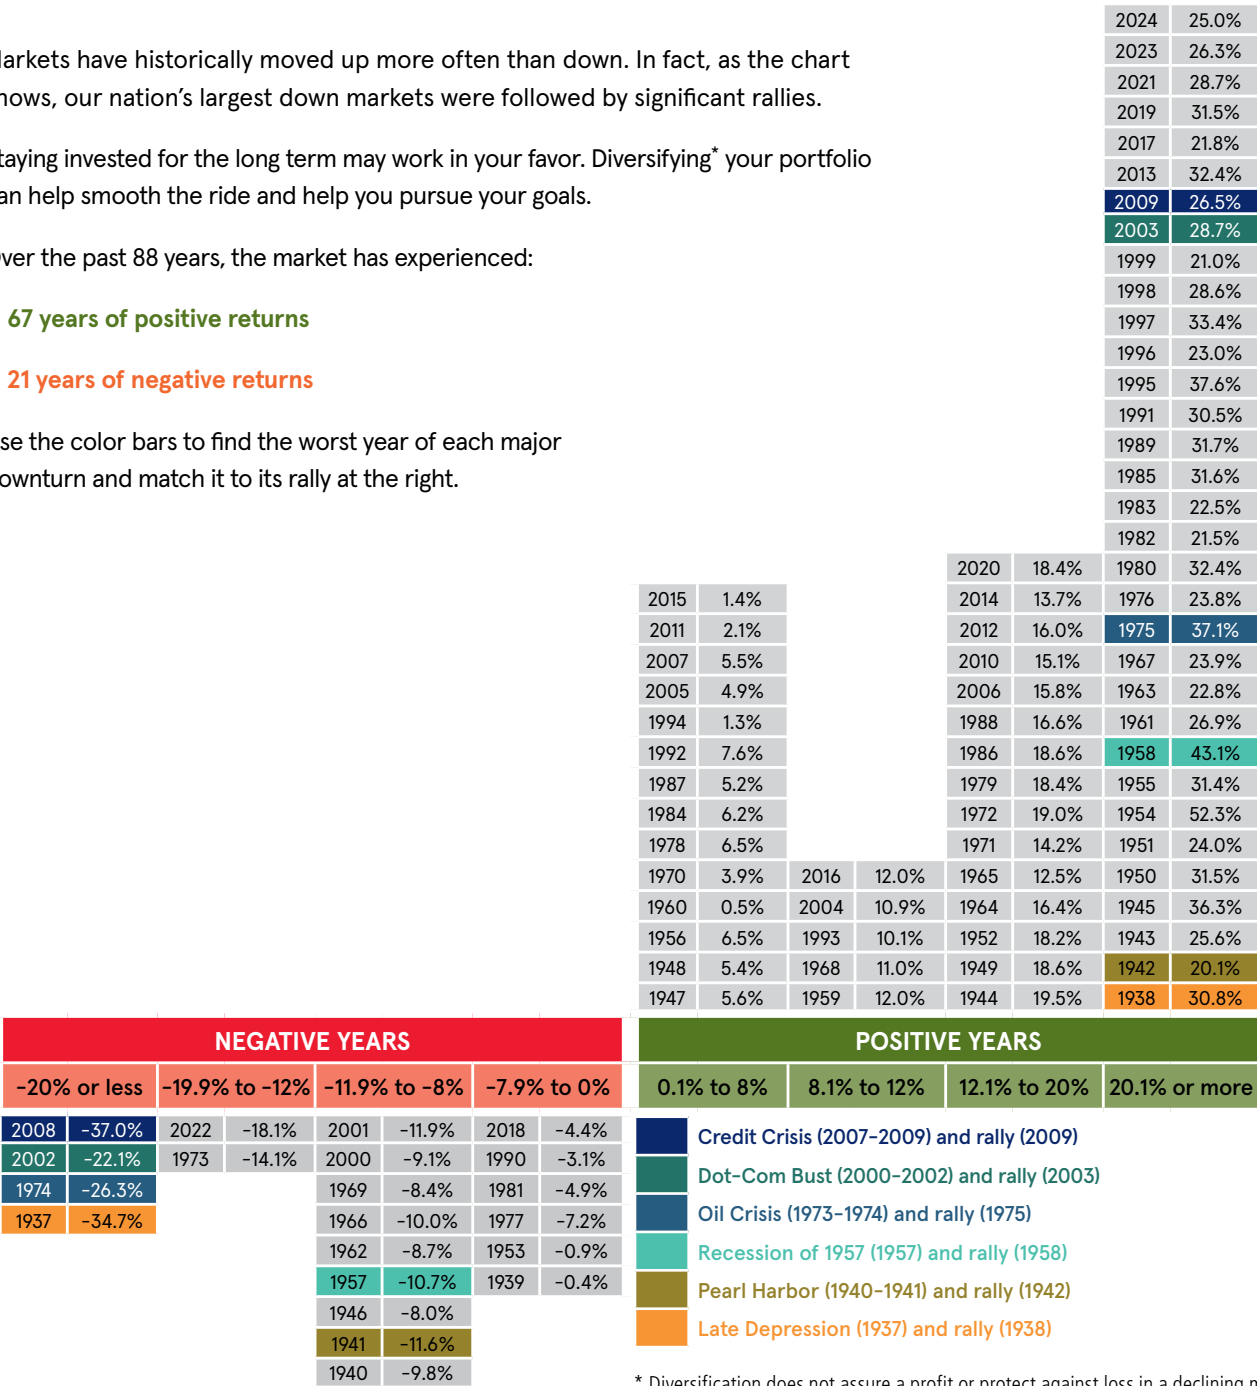 arkets have historically moved up more often than down. In fact, as the chart
hows, our nation's largest down markets were followed by significant rallies.
taying invested for the long term may work in your favor. Diversifying* your portfolio
an help smooth the ride and help you pursue your goals.
ver the past 88 years, the market has experienced:
67 years of positive returns
21 years of negative returns
se the color bars to find the worst year of each major
ownturn and match it to its rally at the right.
2024 25.0%
2023 26.3%
2021 28.7%
2019 31.5%
2017 21.8%
2013 32.4%
2009 26.5%
2003 28.7%
1999 21.0%
1998 28.6%
1997 33.4%
1996 23.0%
1995 37.6%
1991 30.5%
1989 31.7%
1985 31.6%
1983 22.5%
1982 21.5%
2020 18.4% 1980 32.4%
2015 1.4% 2014 13.7% 1976 23.8%
2011 2.1% 2012 16.0% 1975 37.1%
2007 5.5% 2010 15.1% 1967 23.9%
2005 4.9% 2006 15.8% 1963 22.8%
1994 1.3% 1988 16.6% 1961 26.9%
1992 7.6% 1986 18.6% 1958 43.1%
1987 5.2% 1979 18.4% 1955 31.4%
1984 6.2% 1972 19.0% 1954 52.3%
1978 6.5% 1971 14.2% 1951 24.0%
1970 3.9% 2016 12.0% 1965 12.5% 1950 31.5%
1960 0.5% 2004 10.9% 1964 16.4% 1945 36.3%
1956 6.5% 1993 10.1% 1952 18.2% 1943 25.6%
1948 5.4% 1968 11.0% 1949 18.6% 1942 20.1%
1947 5.6% 1959 12.0% 1944 19.5% 1938 30.8%
NEGATIVE YEARS POSITIVE YEARS
-20% or less -19.9% to -12% -11.9% to -8% -7.9% to 0% 0.1% to 8% 8.1% to 12% 12.1% to 20% 20.1% or more
2008 -37.0% 2022 -18.1% 2001 -11.9% 2018 -4.4%
2002 -22.1% 1973 -14.1% 2000 -9.1% 1990 -3.1%
1974 -26.3% 1969 -8.4% 1981 -4.9%
1937 -34.7% 1966 -10.0% 1977 -7.2%
1962 -8.7% 1953 -0.9%
1957 -10.7% 1939 -0.4%
1946 -8.0%
1941 -11.6%
1940 -9.8%
Credit Crisis (2007-2009) and rally (2009)
Dot-Com Bust (2000-2002) and rally (2003)
Oil Crisis (1973-1974) and rally (1975)
Recession of 1957 (1957) and rally (1958)
Pearl Harbor (1940-1941) and rally (1942)
Late Depression (1937) and rally (1938)
* Diversification does not assure a profit or protect against loss in a declining